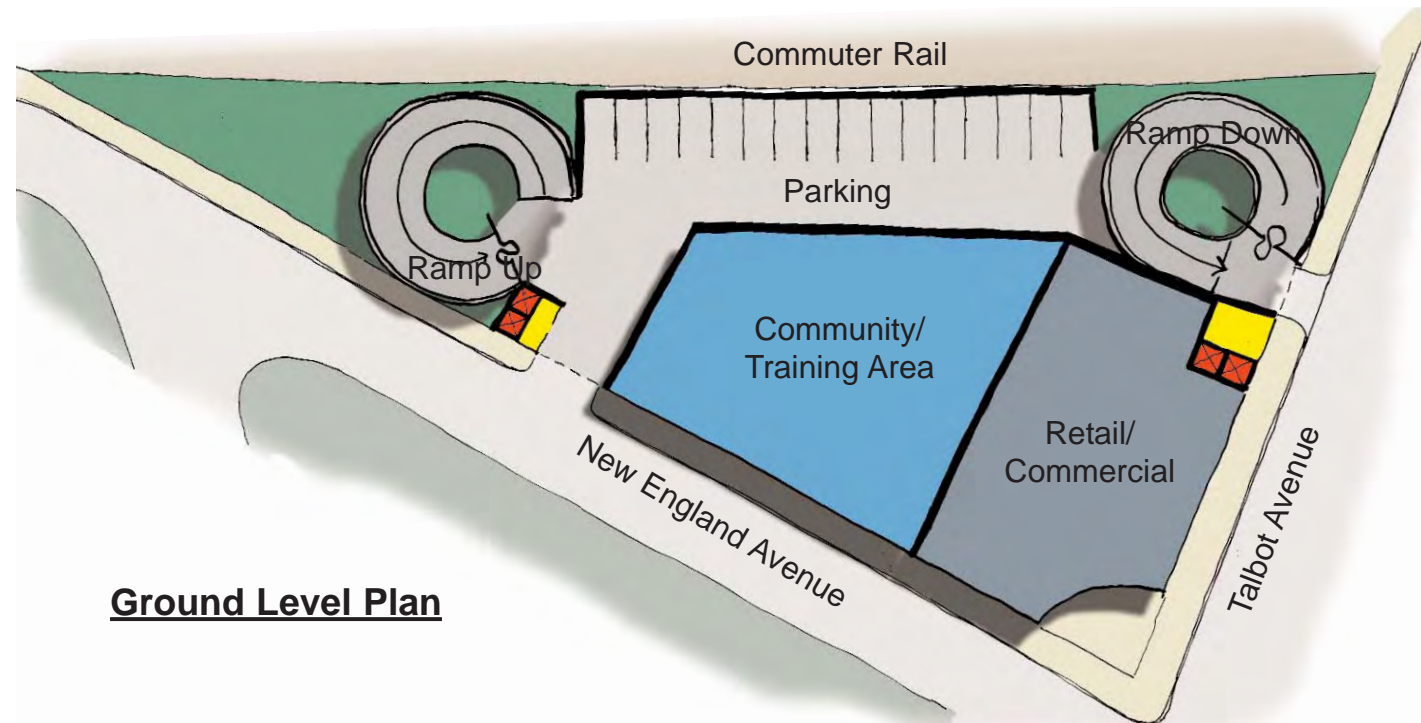 Commuter Rail
Ramp Down
Parking
Ramp Up
Community/
Training Area
Retail/
Commercial
New England Avenue
Talbot Avenue
Ground Level Plan